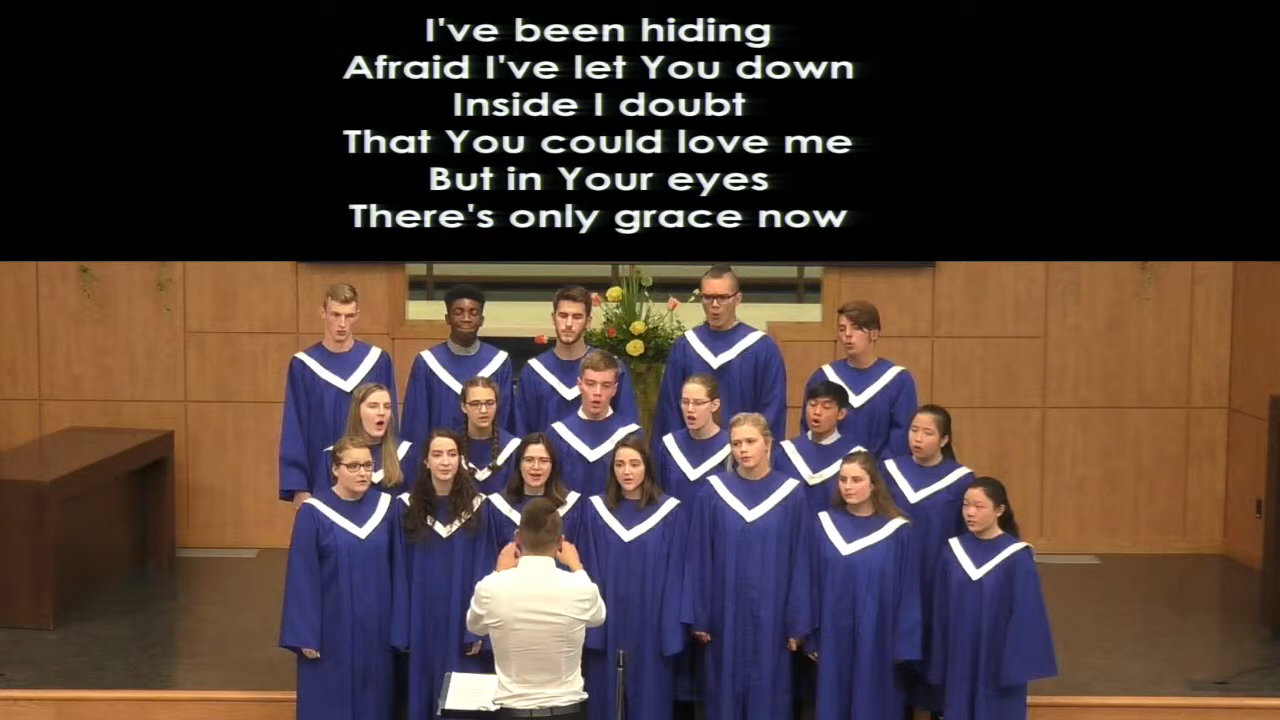 I've been hiding
Afraid I've let You down
Inside I doubt
That You could love me
But in Your eyes
There's only grace now